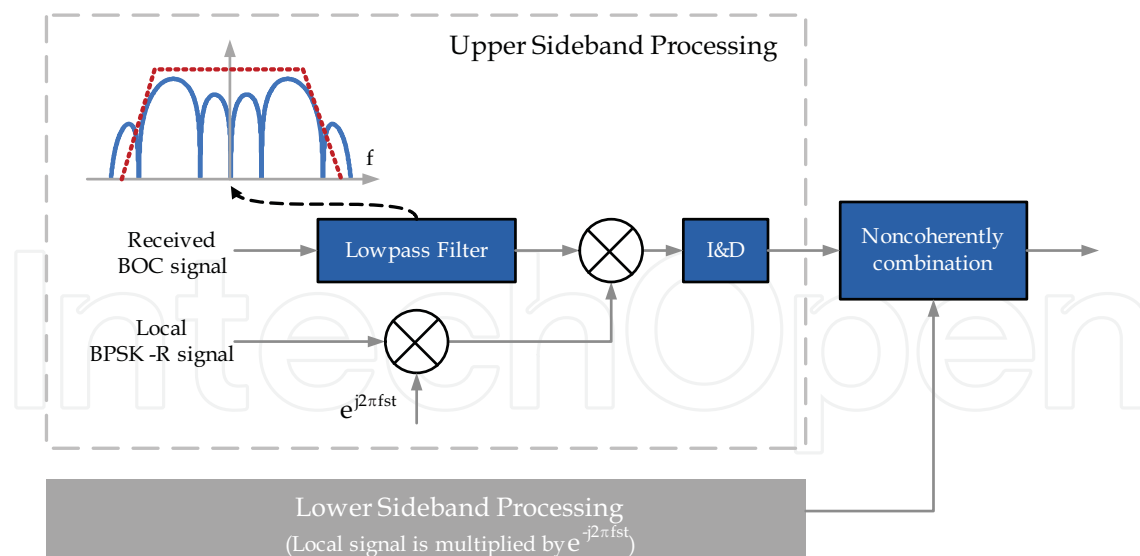 Upper Sideband Processing
f
Received
BOC signal
Lowpass Filter
I&D
Noncoherently
combination
Local
BPSK -R signal
e^{j2πfst}
IntechOpen
Lower Sideband Processing
(Local signal is multiplied by e^{-j2πfst})